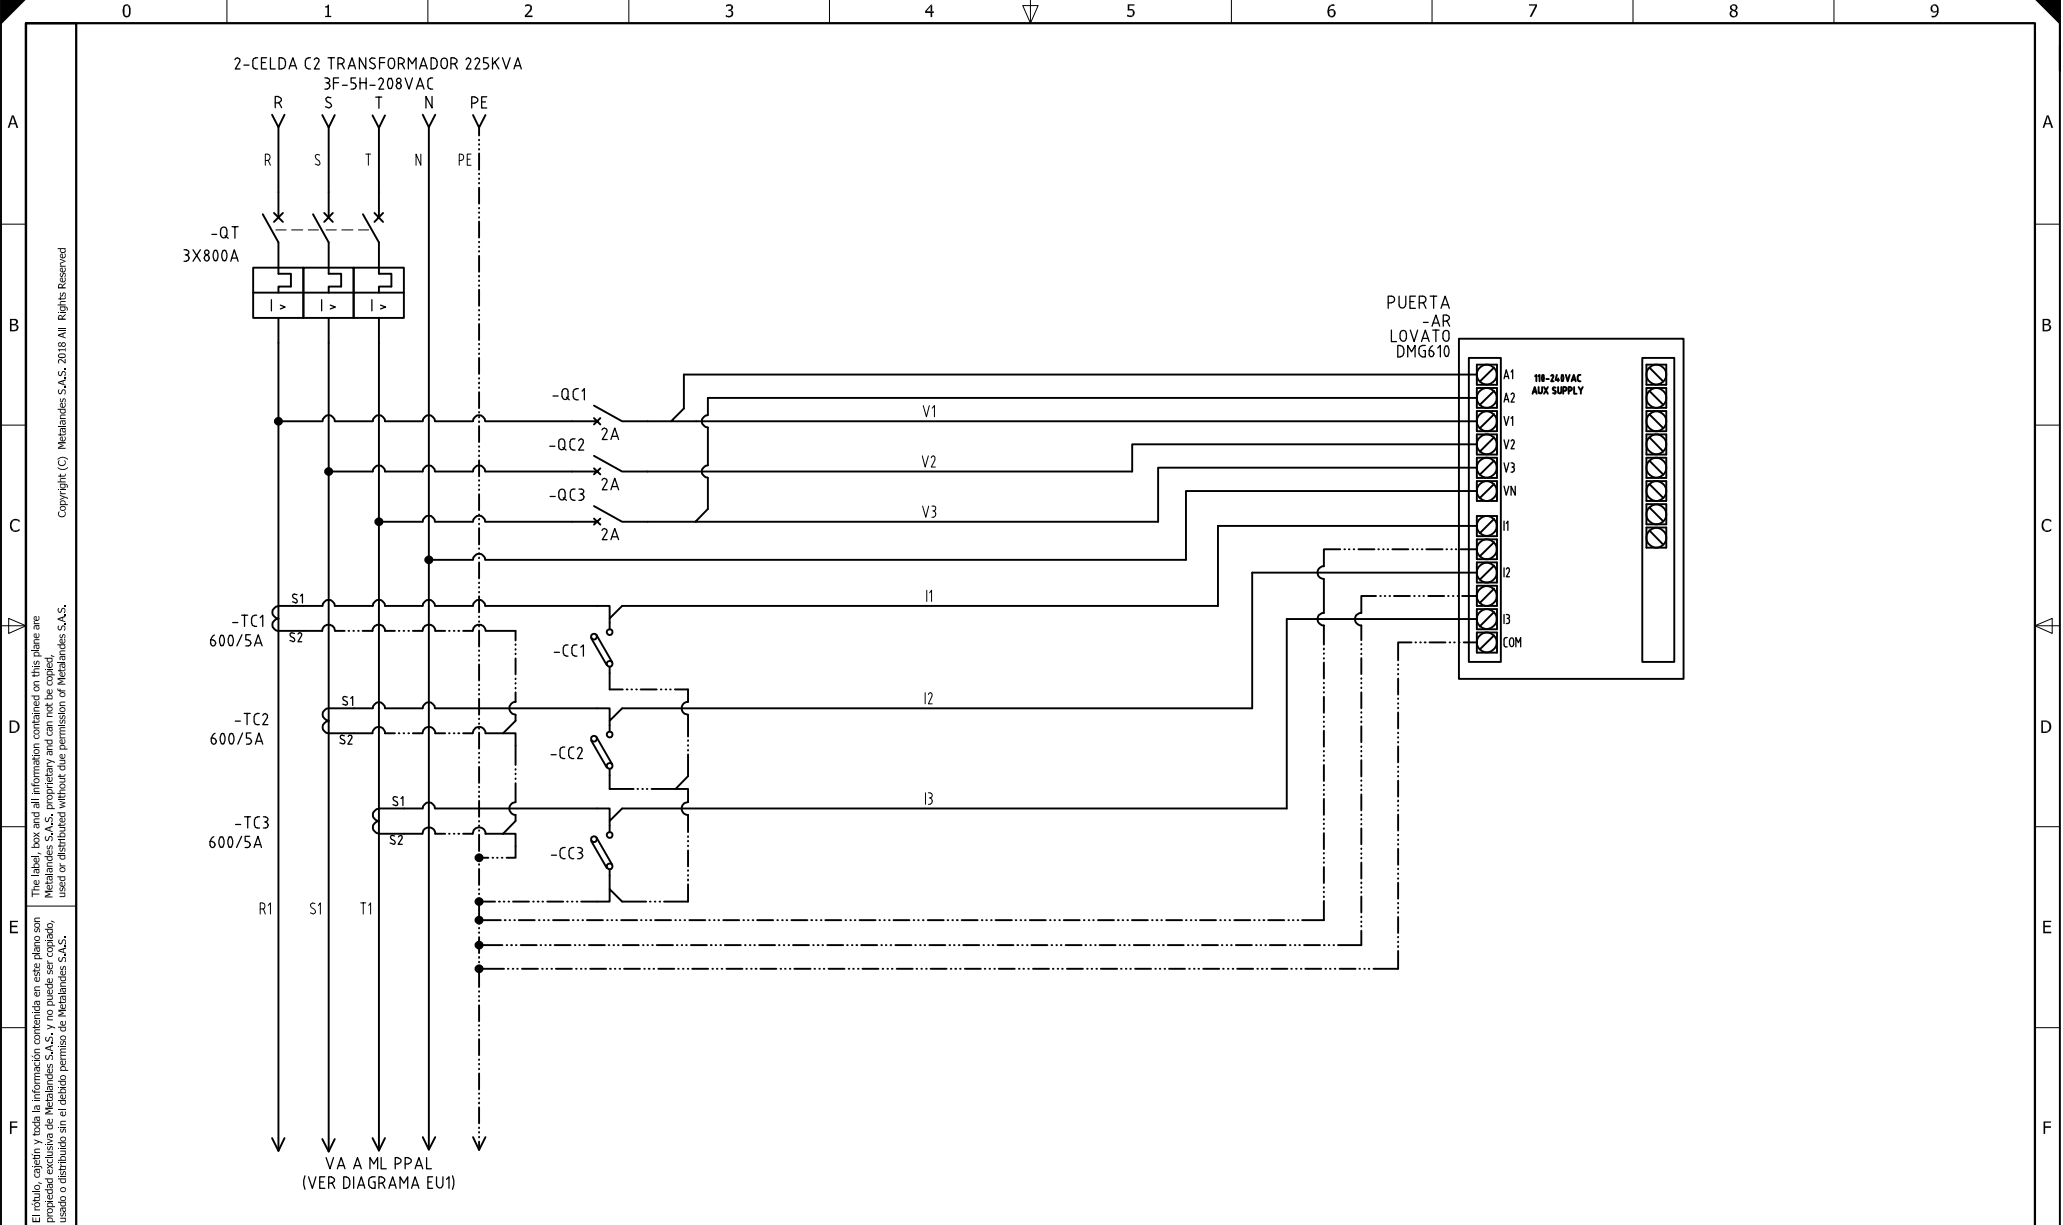 0 1 2 3 4 5 6 7 8 9
2-CELDA C2 TRANSFORMADOR 225KVA
3F-5H-208VAC
R S T N PE
A A
R S T N PE
-QT
3X800A
I > I > I >
B B
PUERTA
-AR
LOVATO
DMG610
A1
110-240VAC
AUX SUPPLY
A2
-QC1
2A
V1
V1
-QC2
2A
V2
V2
V3
-QC3
2A
V3
VN
C C
I1
I2
I3
COM
S1
I1
-TC1
600/5A
S2
-CC1
S1
I2
-TC2
600/5A
S2
-CC2
D D
S1
I3
-TC3
600/5A
S2
-CC3
R1 S1 T1
E E
F F
VA A ML PPAL
(VER DIAGRAMA EU1)
Copyright (C) Metalandes S.A.S. 2018 All Rights Reserved
The label, box and all information contained on this plane are
Metalandes S.A.S. proprietary and can not be copied,
used or distributed without due permission of Metalandes S.A.S.
El rótulo, cajetín y toda la información contenida en este plano son
propiedad exclusiva de Metalandes S.A.S. y no puede ser copiado,
usado o distribuido sin el debido permiso de Metalandes S.A.S.